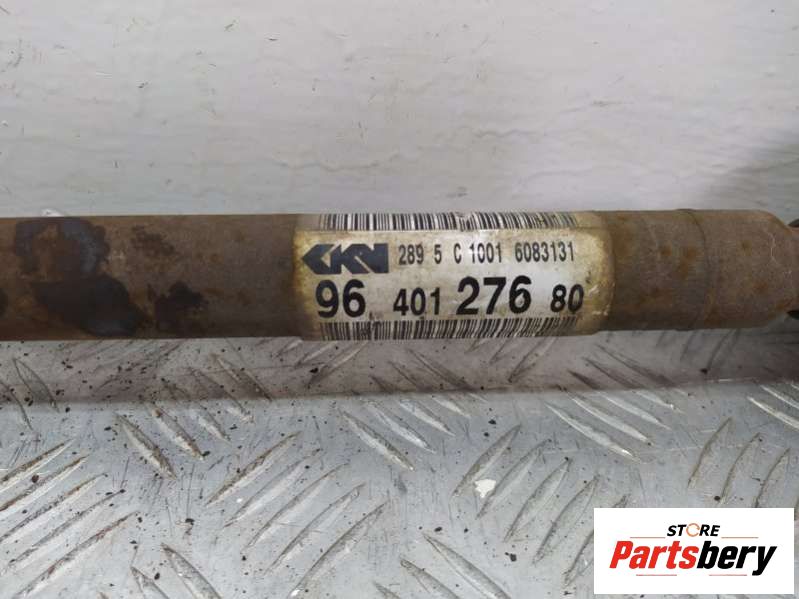 GKN 289 5 C 1001 6083131
96 401 276 80
STORE
Partsbery